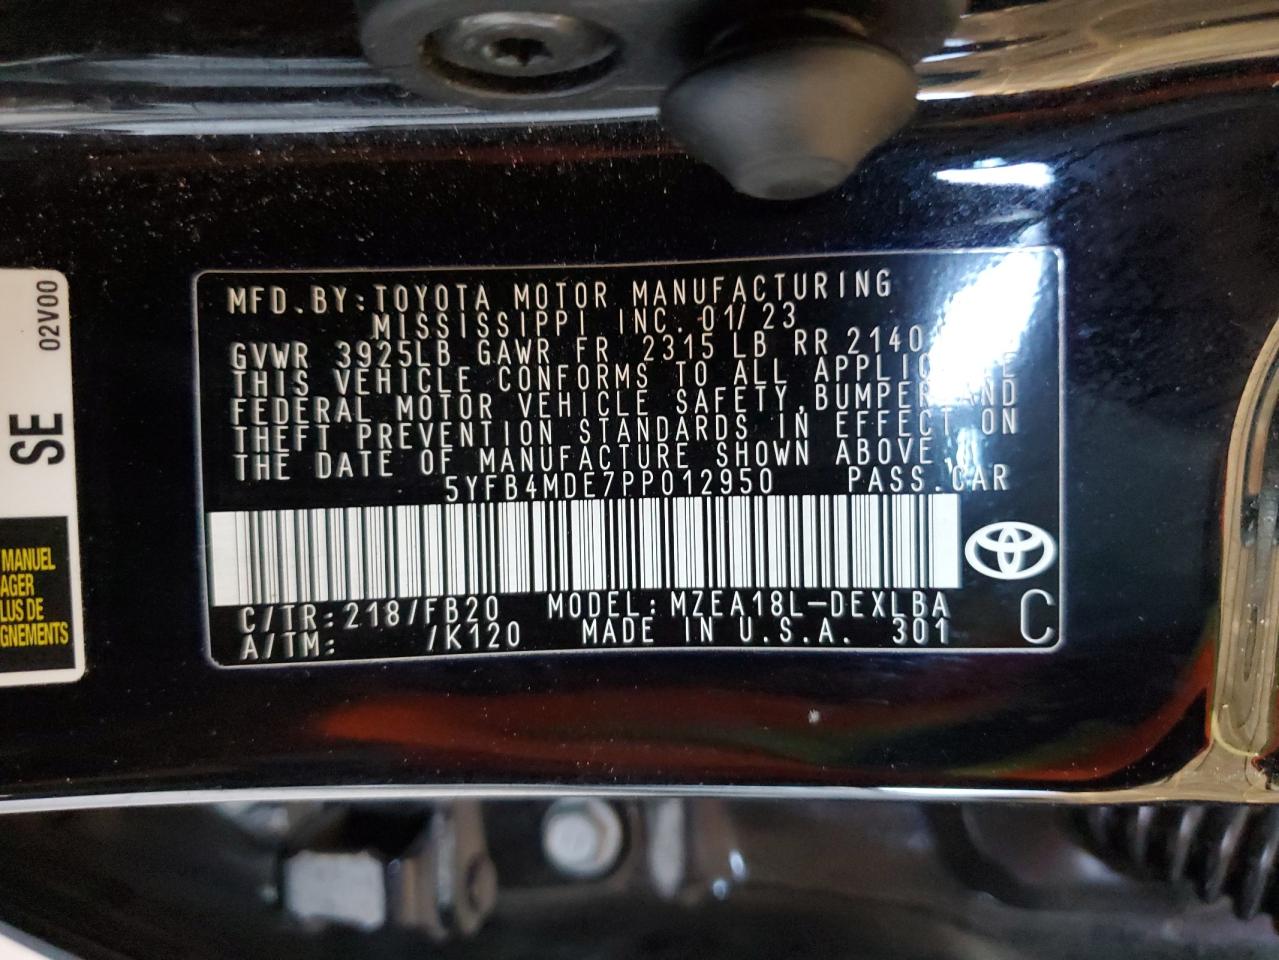 MFD.BY:TOYOTA MOTOR MANUFACTURING
MISSISSIPPI INC. 01/23
GVWR 3925LB GAWR FR 2315 LB RR 2140
THIS VEHICLE CONFORMS TO ALL
FEDERAL MOTOR VEHICLE SAFETY, BUMPER AND
THEFT PREVENTION STANDARDS IN EFFECT ON
THE DATE OF MANUFACTURE SHOWN ABOVE.
5YFB4MDE7PP012950 PASS.CAR
C/TR:218/FB20 MODEL:MZEA18L-DEXLBA
A/TM: /K120 MADE IN U.S.A. 301
C
02V00
SE
MANUEL
AGER
LUS DE
GNEMENTS